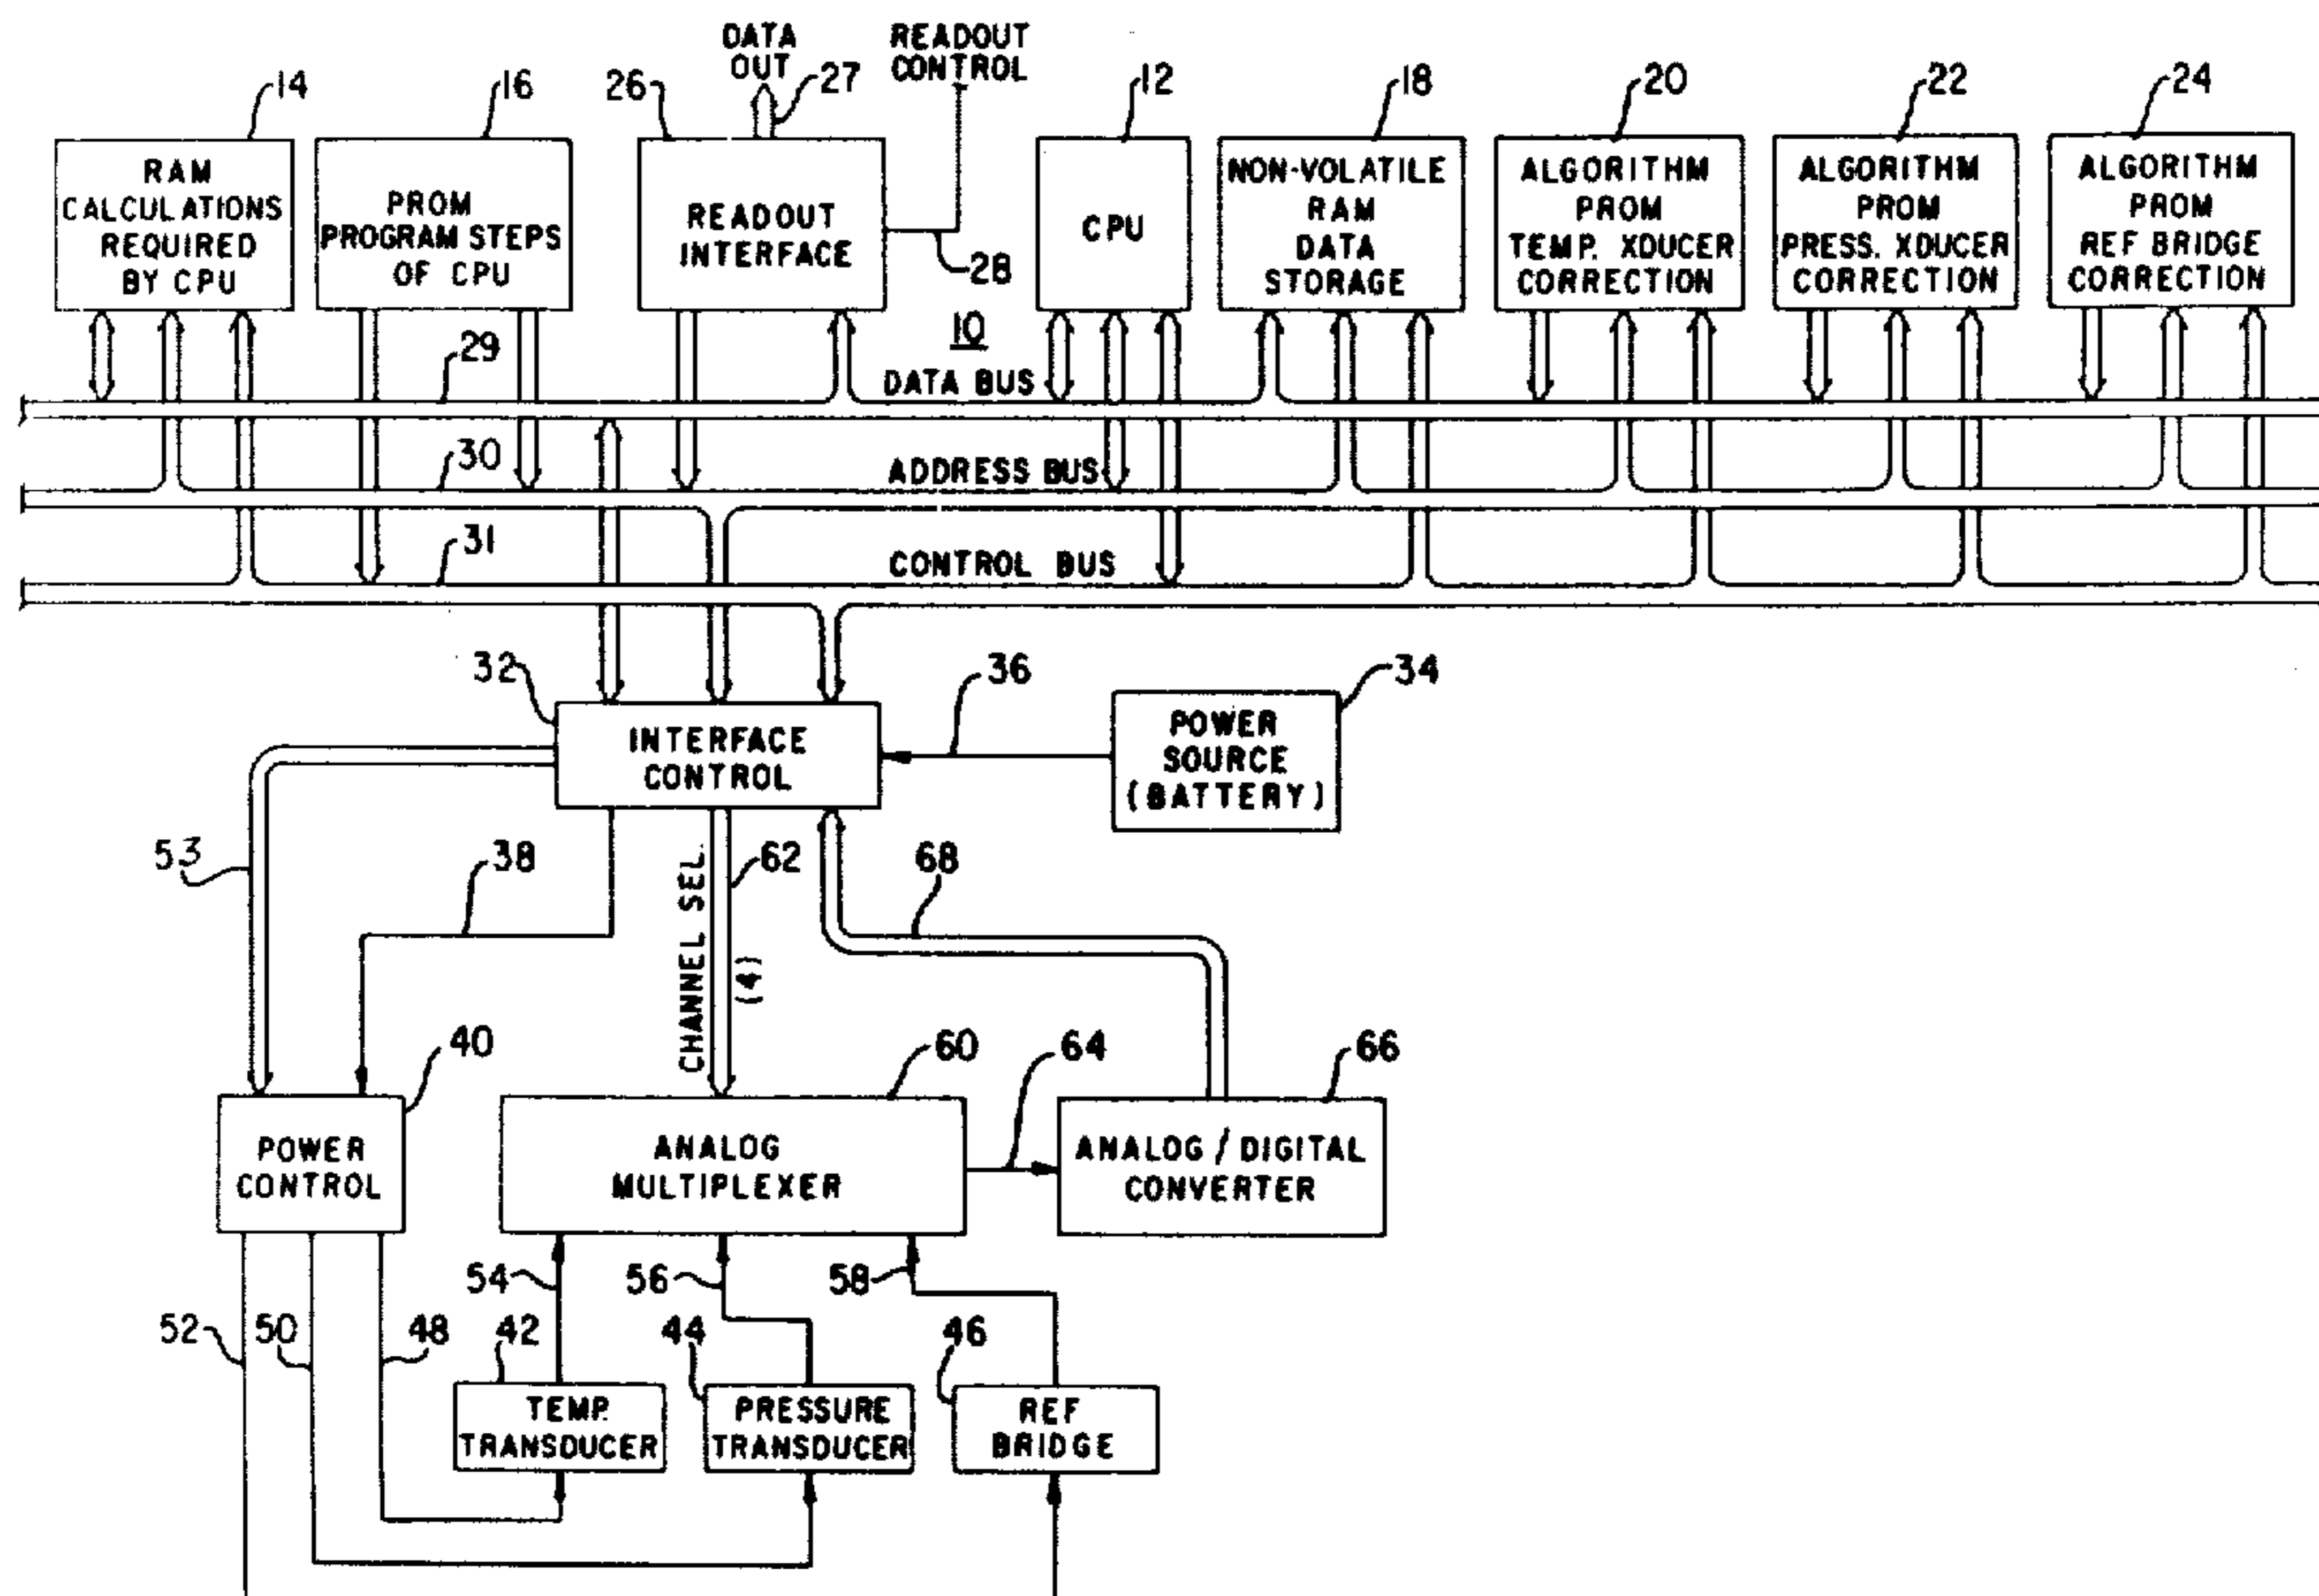 DATA
OUT
27
READOUT
CONTROL
14
16
26
12
18
20
22
24
RAM
CALCULATIONS
REQUIRED
BY CPU
PROM
PROGRAM STEPS
OF CPU
READOUT
INTERFACE
28
CPU
NON-VOLATILE
RAM
DATA
STORAGE
ALGORITHM
PROM
TEMP. XDUCER
CORRECTION
ALGORITHM
PROM
PRESS. XDUCER
CORRECTION
ALGORITHM
PROM
REF BRIDGE
CORRECTION
10
29
DATA BUS
30
ADDRESS BUS
31
CONTROL BUS
32
INTERFACE
CONTROL
36
34
POWER
SOURCE
(BATTERY)
53
38
CHANNEL SEL.
(4)
62
68
40
POWER
CONTROL
60
ANALOG
MULTIPLEXER
64
66
ANALOG / DIGITAL
CONVERTER
52
50
48
54
56
58
42
TEMP.
TRANSDUCER
44
PRESSURE
TRANSDUCER
46
REF
BRIDGE